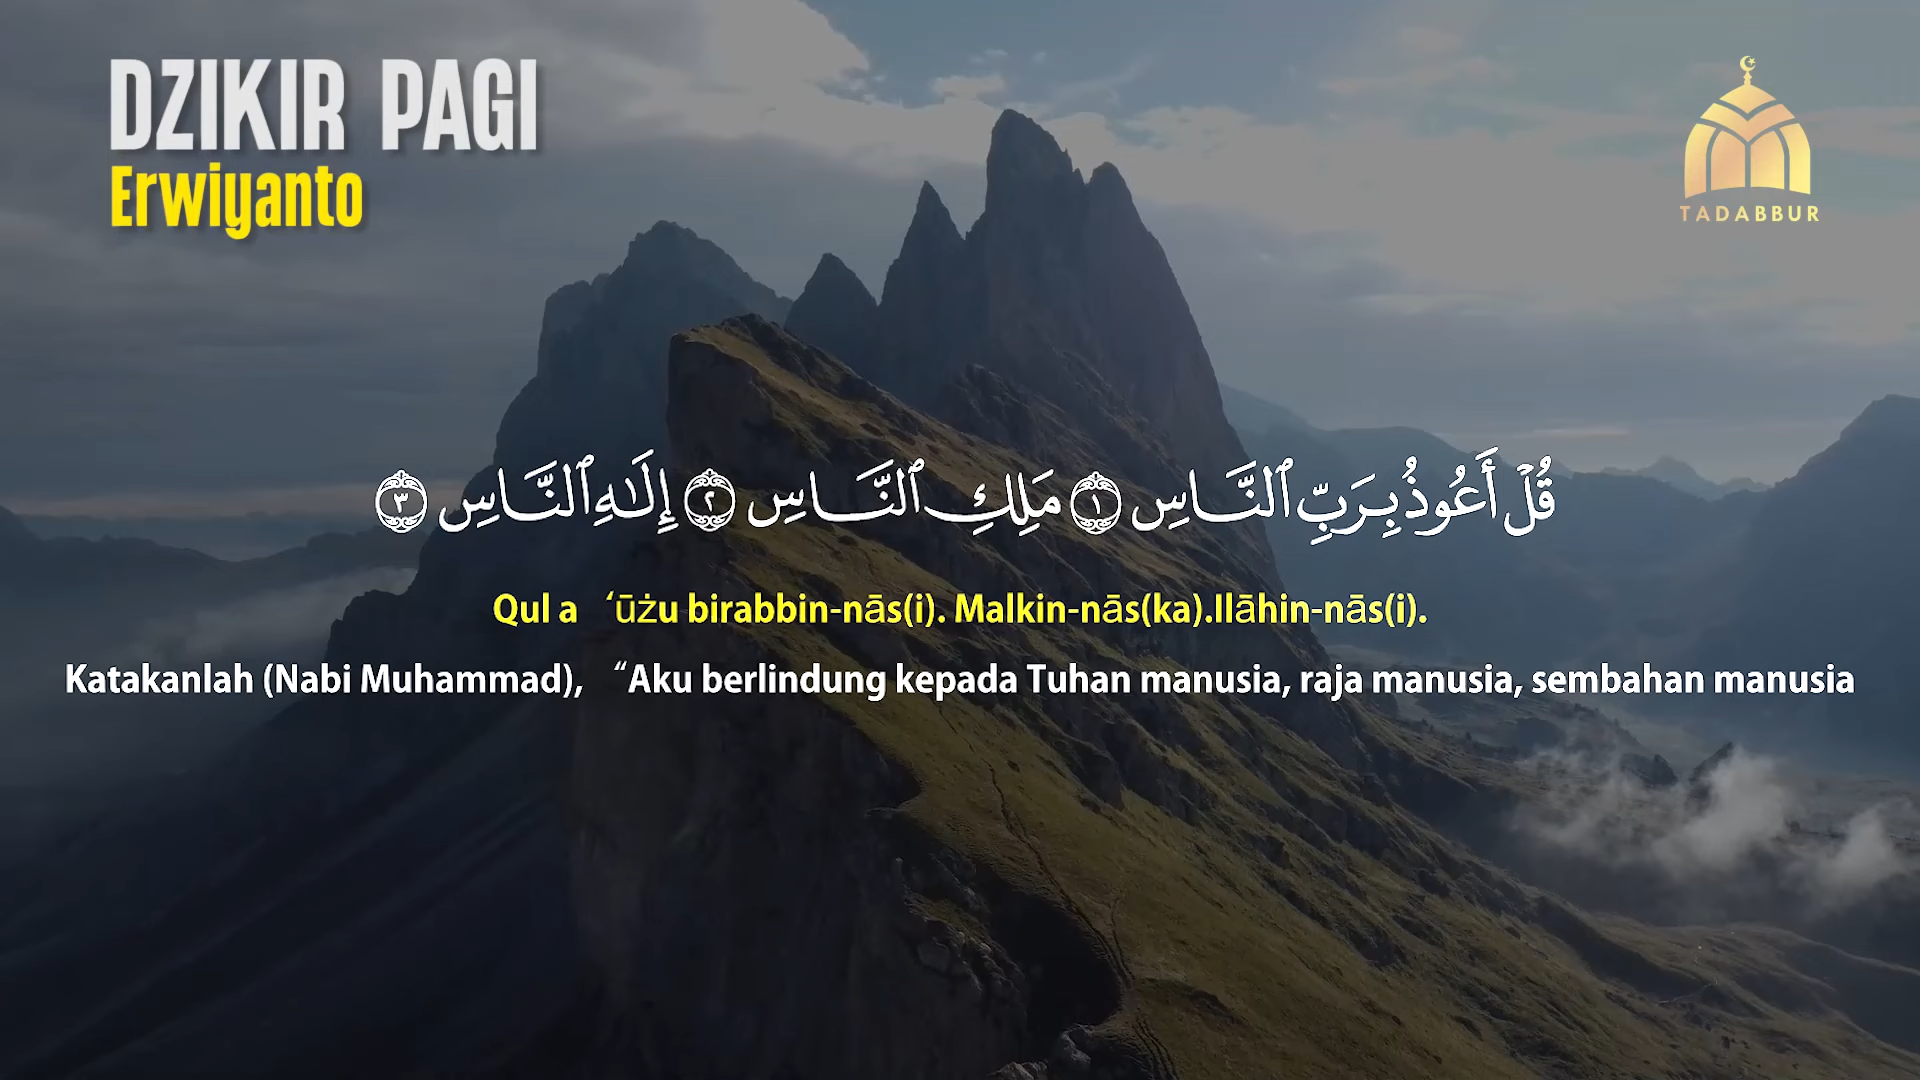 DZIKIR PAGI
Erwiyanto
TADABBUR
قُلْ أَعُوذُ بِرَبِّ ٱلنَّاسِ ١ مَلِكِ ٱلنَّاسِ ٢ إِلَـٰهِ ٱلنَّاسِ ٣
Qul a ‘ūżu birabbin-nās(i). Malkin-nās(ka).Ilāhin-nās(i).
Katakanlah (Nabi Muhammad), “Aku berlindung kepada Tuhan manusia, raja manusia, sembahan manusia